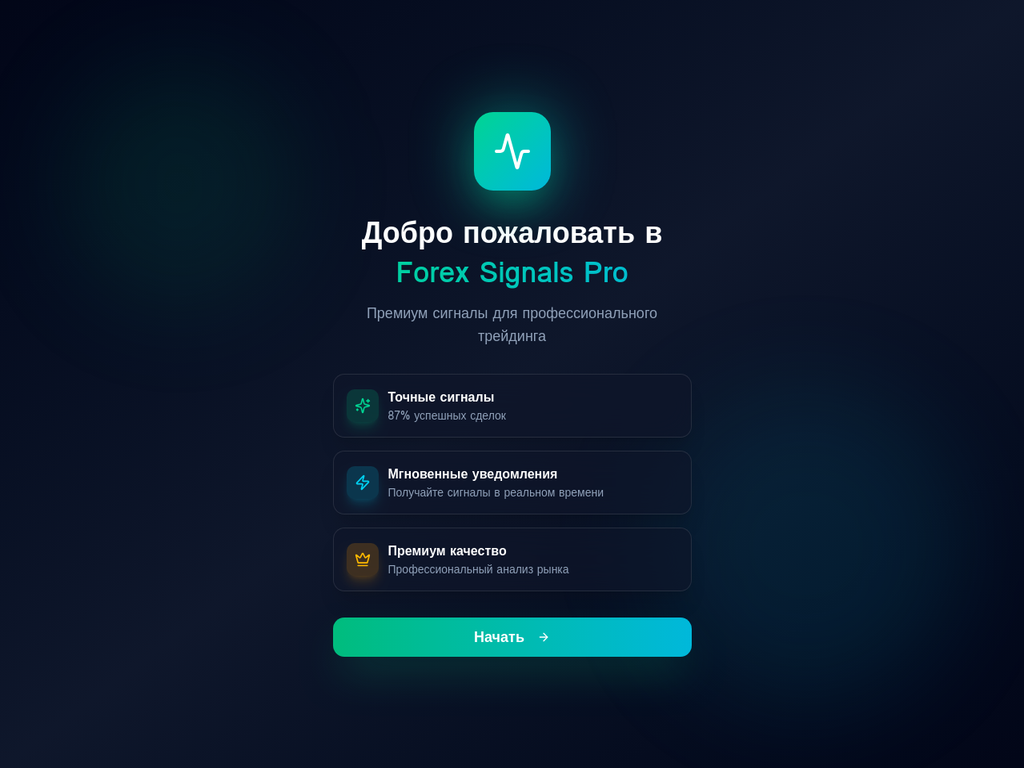 Добро пожаловать в
Forex Signals Pro
Премиум сигналы для профессионального
трейдинга
Точные сигналы
87% успешных сделок
Мгновенные уведомления
Получайте сигналы в реальном времени
Премиум качество
Профессиональный анализ рынка
Начать →